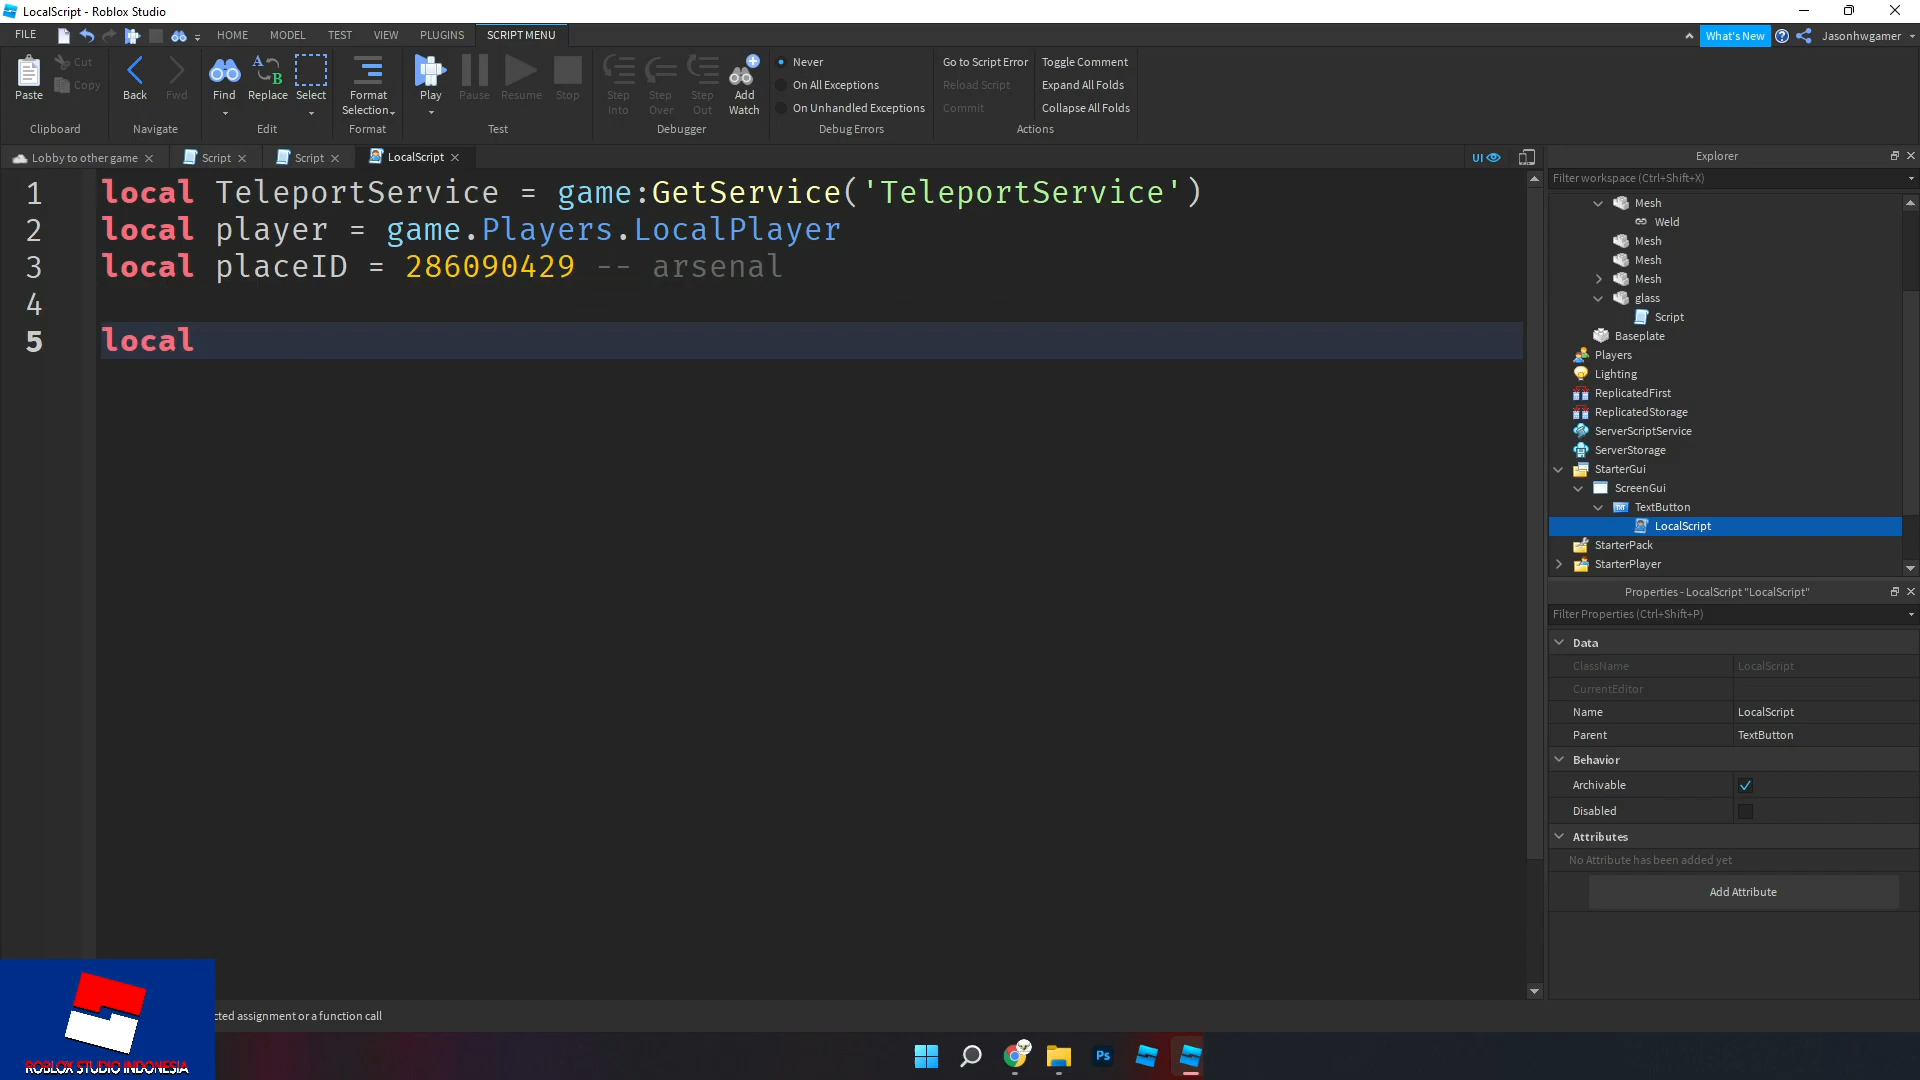 LocalScript - Roblox Studio
FILE HOME MODEL TEST VIEW PLUGINS SCRIPT MENU What's New Jasonhwgamer
Paste Cut Copy Clipboard
Back Fwd Navigate
Find Replace Select Edit
Format Selection Format
Play Pause Resume Stop Test
Step Into Step Over Step Out Add Watch Debugger
Never
On All Exceptions
On Unhandled Exceptions
Debug Errors
Go to Script Error Toggle Comment
Reload Script Expand All Folds
Commit Collapse All Folds
Actions
Lobby to other game Script Script LocalScript UI
1 local TeleportService = game:GetService('TeleportService')
2 local player = game.Players.LocalPlayer
3 local placeID = 286090429 -- arsenal
4
5 local
Explorer
Filter workspace (Ctrl+Shift+X)
Mesh
Weld
Mesh
Mesh
Mesh
glass
Script
Baseplate
Players
Lighting
ReplicatedFirst
ReplicatedStorage
ServerScriptService
ServerStorage
StarterGui
ScreenGui
TextButton
LocalScript
StarterPack
StarterPlayer
Properties - LocalScript "LocalScript"
Filter Properties (Ctrl+Shift+P)
Data
ClassName LocalScript
CurrentEditor
Name LocalScript
Parent TextButton
Behavior
Archivable
Disabled
Attributes
No Attribute has been added yet
Add Attribute
cted assignment or a function call
ROBLOX STUDIO INDONESIA
Ps